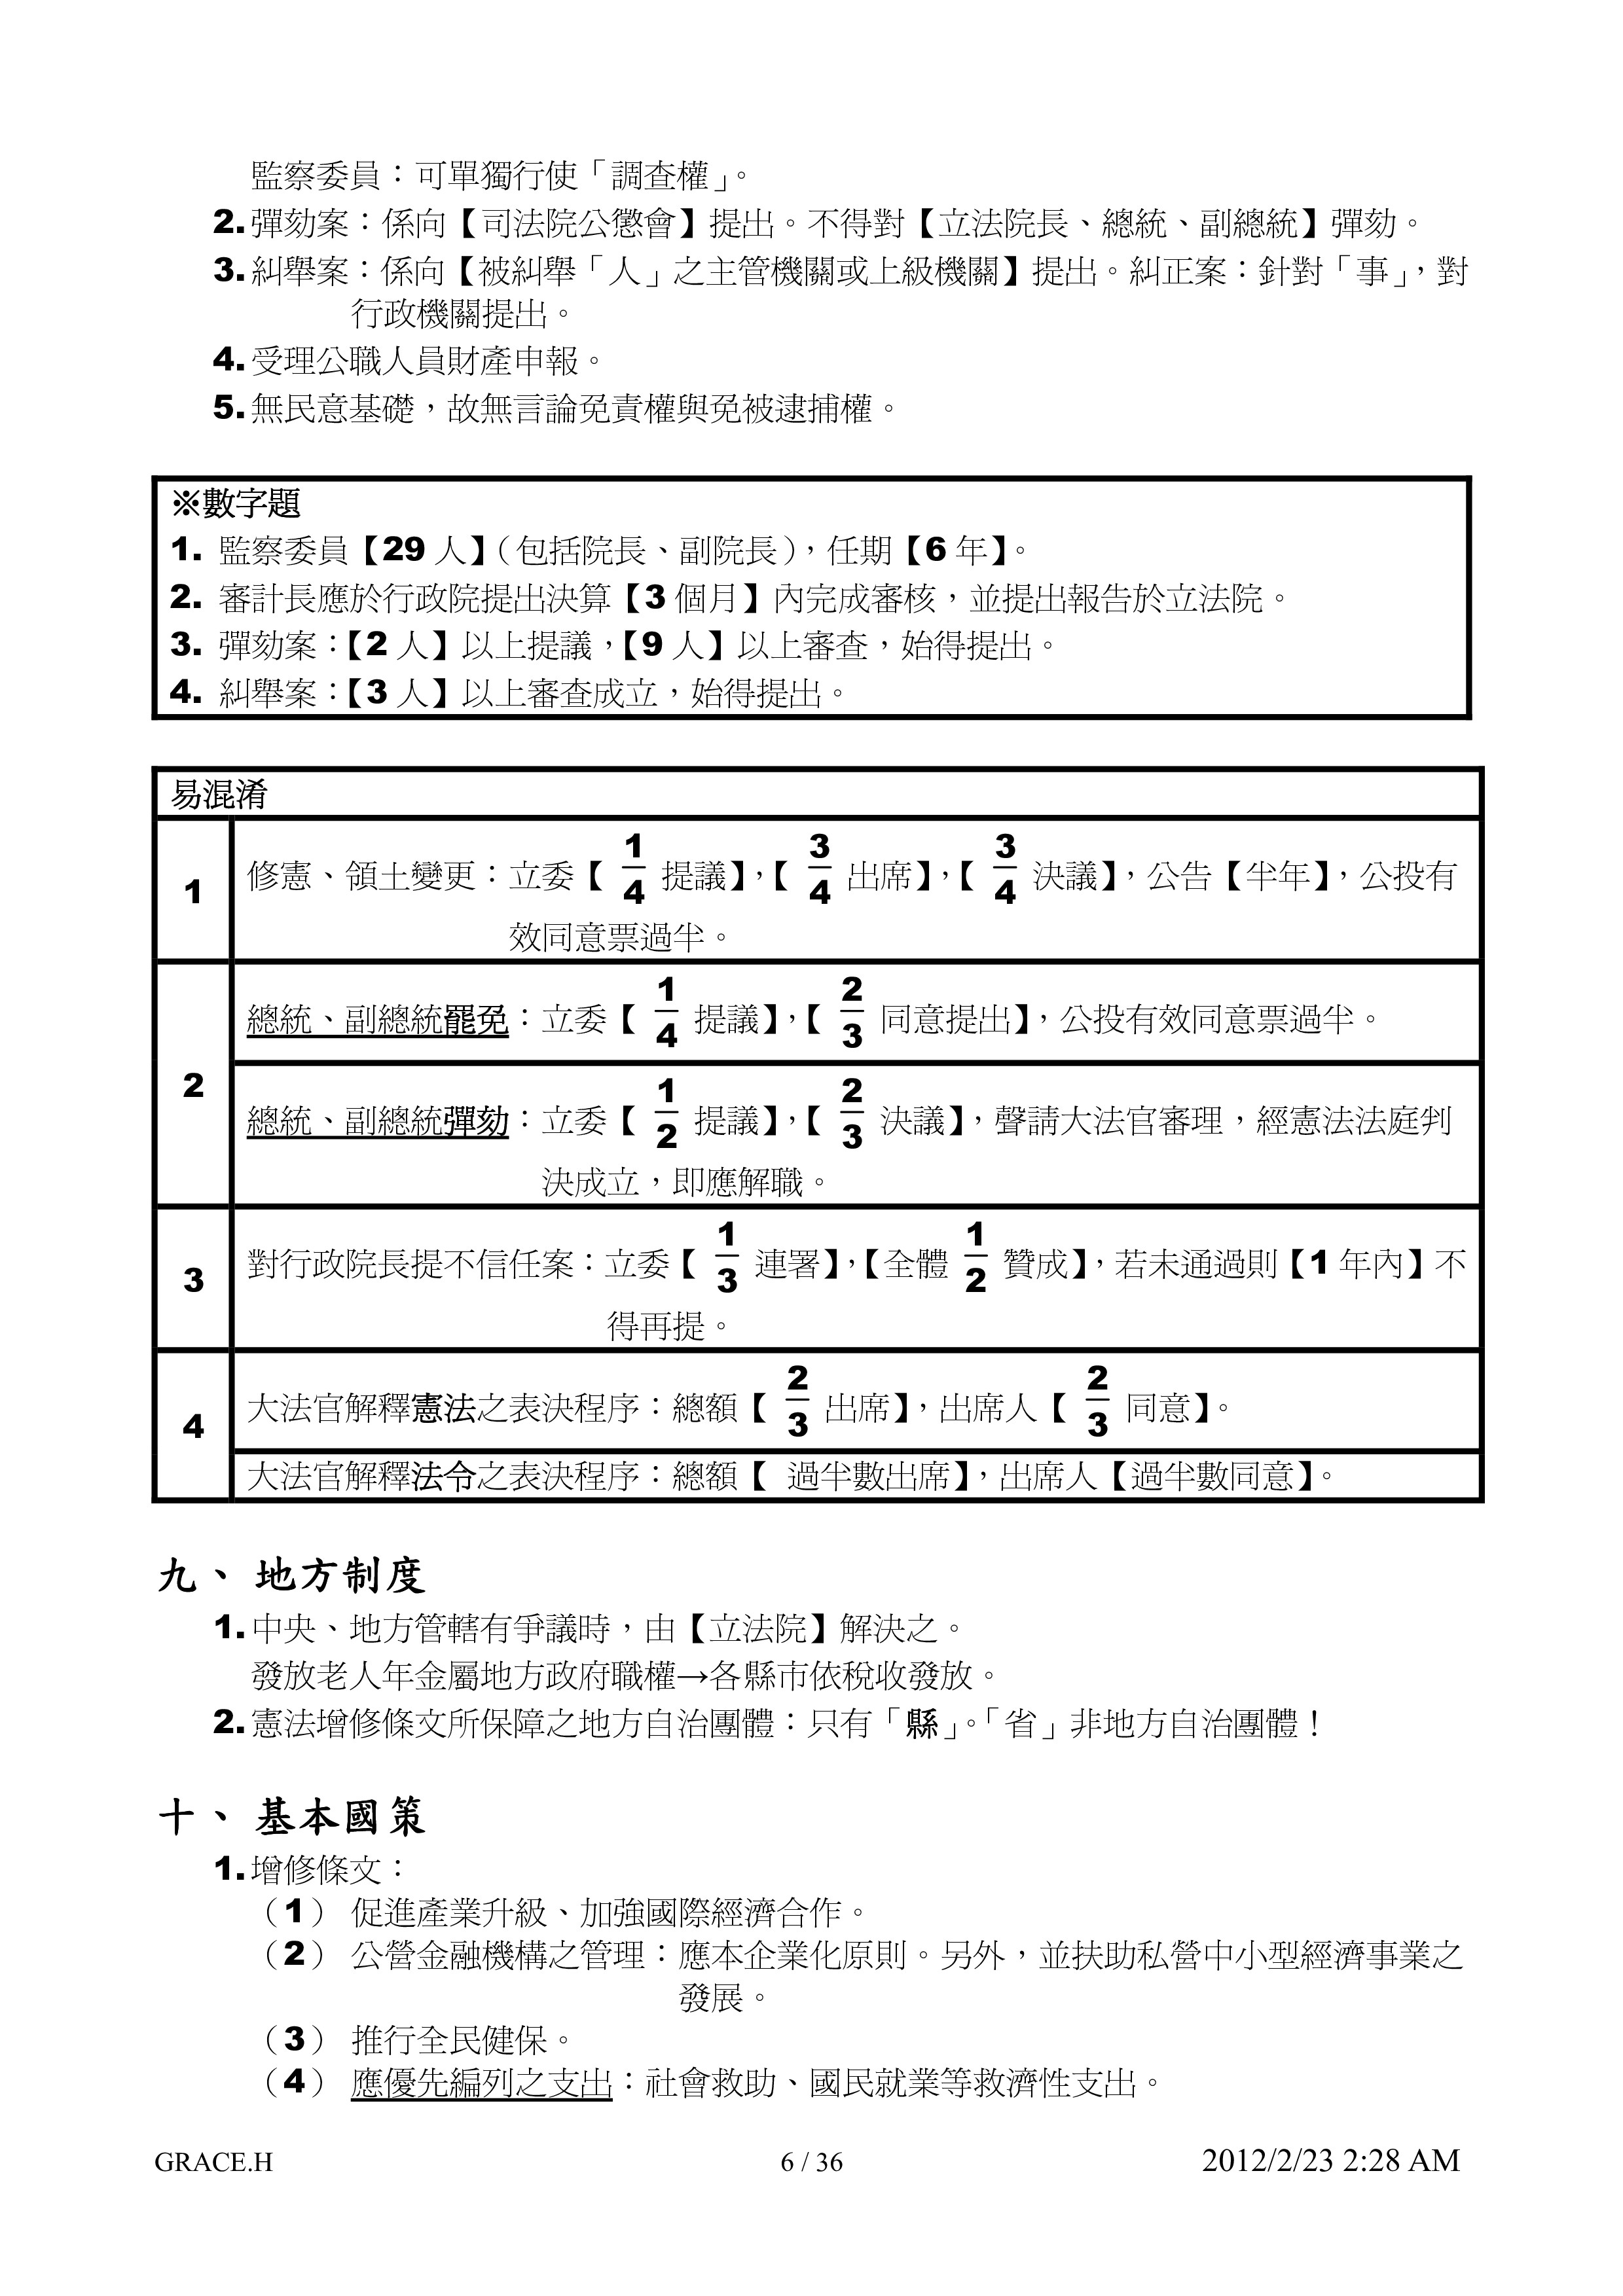 監察委員：可單獨行使「調查權」。
2.彈劾案：係向【司法院公懲會】提出。不得對【立法院長、總統、副總統】彈劾。
3.糾舉案：係向【被糾舉「人」之主管機關或上級機關】提出。糾正案：針對「事」，對
行政機關提出。
4.受理公職人員財產申報。
5.無民意基礎，故無言論免責權與免被逮捕權。
※數字題
1. 監察委員【29 人】（包括院長、副院長），任期【6 年】。
2. 審計長應於行政院提出決算【3 個月】內完成審核，並提出報告於立法院。
3. 彈劾案：【2 人】以上提議，【9 人】以上審查，始得提出。
4. 糾舉案：【3 人】以上審查成立，始得提出。
易混淆
1 修憲、領土變更：立委【 1/4 提議】，【 3/4 出席】，【 3/4 決議】，公告【半年】，公投有
效同意票過半。
2 總統、副總統罷免：立委【 1/4 提議】，【 2/3 同意提出】，公投有效同意票過半。
總統、副總統彈劾：立委【 1/2 提議】，【 2/3 決議】，聲請大法官審理，經憲法法庭判
決成立，即應解職。
3 對行政院長提不信任案：立委【 1/3 連署】，【全體 1/2 贊成】，若未通過則【1 年內】不
得再提。
4 大法官解釋憲法之表決程序：總額【 2/3 出席】，出席人【 2/3 同意】。
大法官解釋法令之表決程序：總額【 過半數出席】，出席人【過半數同意】。
九、 地方制度
1.中央、地方管轄有爭議時，由【立法院】解決之。
發放老人年金屬地方政府職權→各縣市依稅收發放。
2.憲法增修條文所保障之地方自治團體：只有「縣」。「省」非地方自治團體！
十、 基本國策
1.增修條文：
（1） 促進產業升級、加強國際經濟合作。
（2） 公營金融機構之管理：應本企業化原則。另外，並扶助私營中小型經濟事業之
發展。
（3） 推行全民健保。
（4） 應優先編列之支出：社會救助、國民就業等救濟性支出。
GRACE.H 6 / 36 2012/2/23 2:28 AM